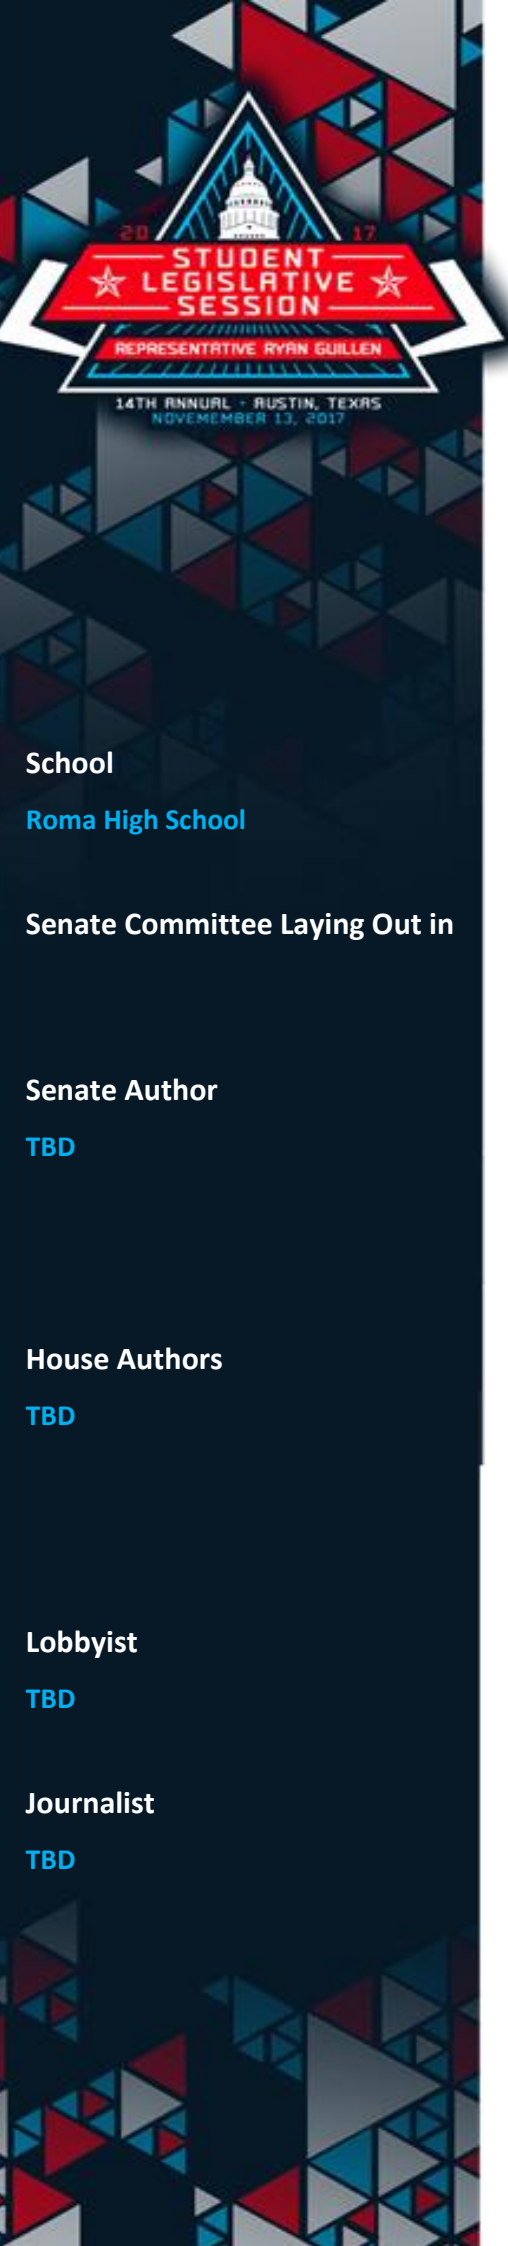 20 17
STUDENT
LEGISLATIVE
SESSION
REPRESENTATIVE RYAN GUILLEN
14TH ANNUAL - AUSTIN, TEXAS
NOVEMEMBER 13, 2017
School
Roma High School
Senate Committee Laying Out in
Senate Author
TBD
House Authors
TBD
Lobbyist
TBD
Journalist
TBD